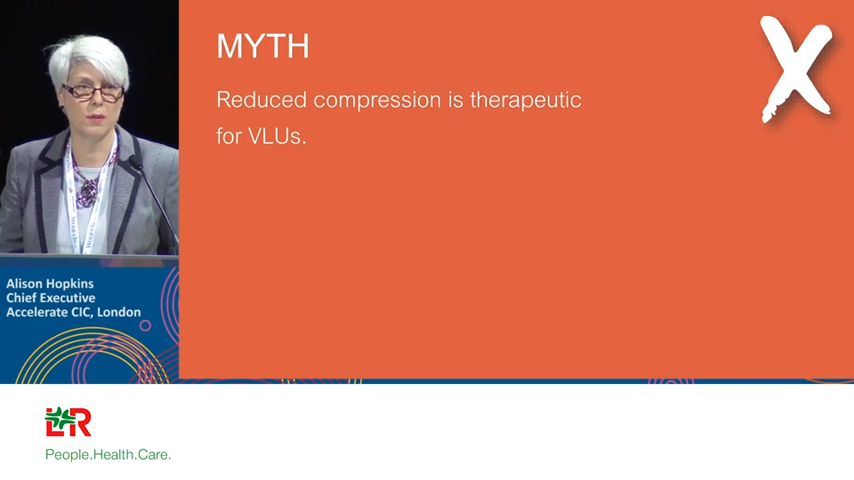 MYTH
Reduced compression is therapeutic
for VLUs.
Alison Hopkins
Chief Executive
Accelerate CIC, London
L&R
People.Health.Care.